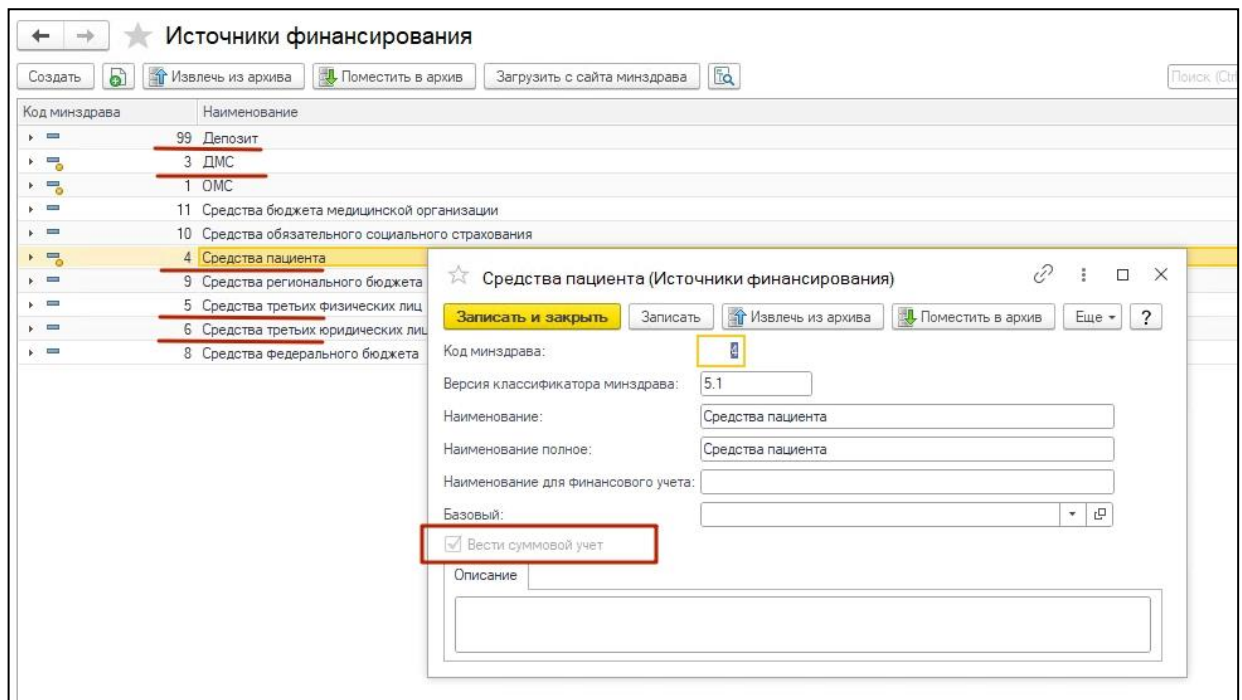 Источники финансирования
Создать Извлечь из архива Поместить в архив Загрузить с сайта минздрава Поиск (Ctr
Код минздрава Наименование
99 Депозит
3 ДМС
1 ОМС
11 Средства бюджета медицинской организации
10 Средства обязательного социального страхования
4 Средства пациента
9 Средства регионального бюджета
5 Средства третьих физических лиц
6 Средства третьих юридических лиц
8 Средства федерального бюджета
Средства пациента (Источники финансирования)
Записать и закрыть Записать Извлечь из архива Поместить в архив Еще ?
Код минздрава: 4
Версия классификатора минздрава: 5.1
Наименование: Средства пациента
Наименование полное: Средства пациента
Наименование для финансового учета:
Базовый:
Вести суммовой учет
Описание